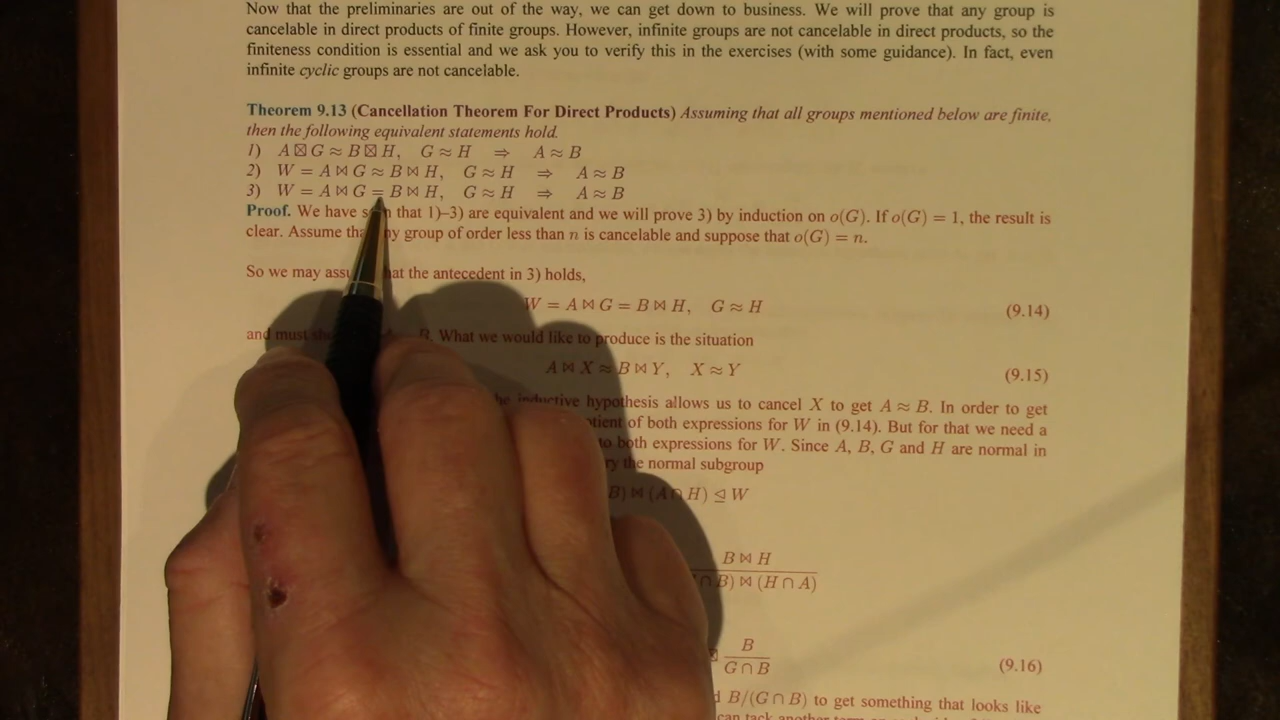 Now that the preliminaries are out of the way, we can get down to business. We will prove that any group is
cancelable in direct products of finite groups. However, infinite groups are not cancelable in direct products, so the
finiteness condition is essential and we ask you to verify this in the exercises (with some guidance). In fact, even
infinite cyclic groups are not cancelable.
Theorem 9.13 (Cancellation Theorem For Direct Products) Assuming that all groups mentioned below are finite,
then the following equivalent statements hold.
1) A ⊠ G ≈ B ⊠ H, G ≈ H ⇒ A ≈ B
2) W = A ⋈ G ≈ B ⋈ H, G ≈ H ⇒ A ≈ B
3) W = A ⋈ G = B ⋈ H, G ≈ H ⇒ A ≈ B
Proof. We have that 1)–3) are equivalent and we will prove 3) by induction on o(G). If o(G) = 1, the result is
clear. Assume group of order less than n is cancelable and suppose that o(G) = n.
So we may that the antecedent in 3) holds,
W = A ⋈ G = B ⋈ H, G ≈ H (9.14)
and must B. What we would like to produce is the situation
A ⋈ X ≈ B ⋈ Y, X ≈ Y (9.15)
inductive hypothesis allows us to cancel X to get A ≈ B. In order to get
of both expressions for W in (9.14). But for that we need a
to both expressions for W. Since A, B, G and H are normal in
the normal subgroup
B) ⋈ (A ∩ H) ⊴ W
B ⋈ H
∩ B) ⋈ (H ∩ A)
B
G ∩ B (9.16)
B/(G ∩ B) to get something that looks like
can tack another term on